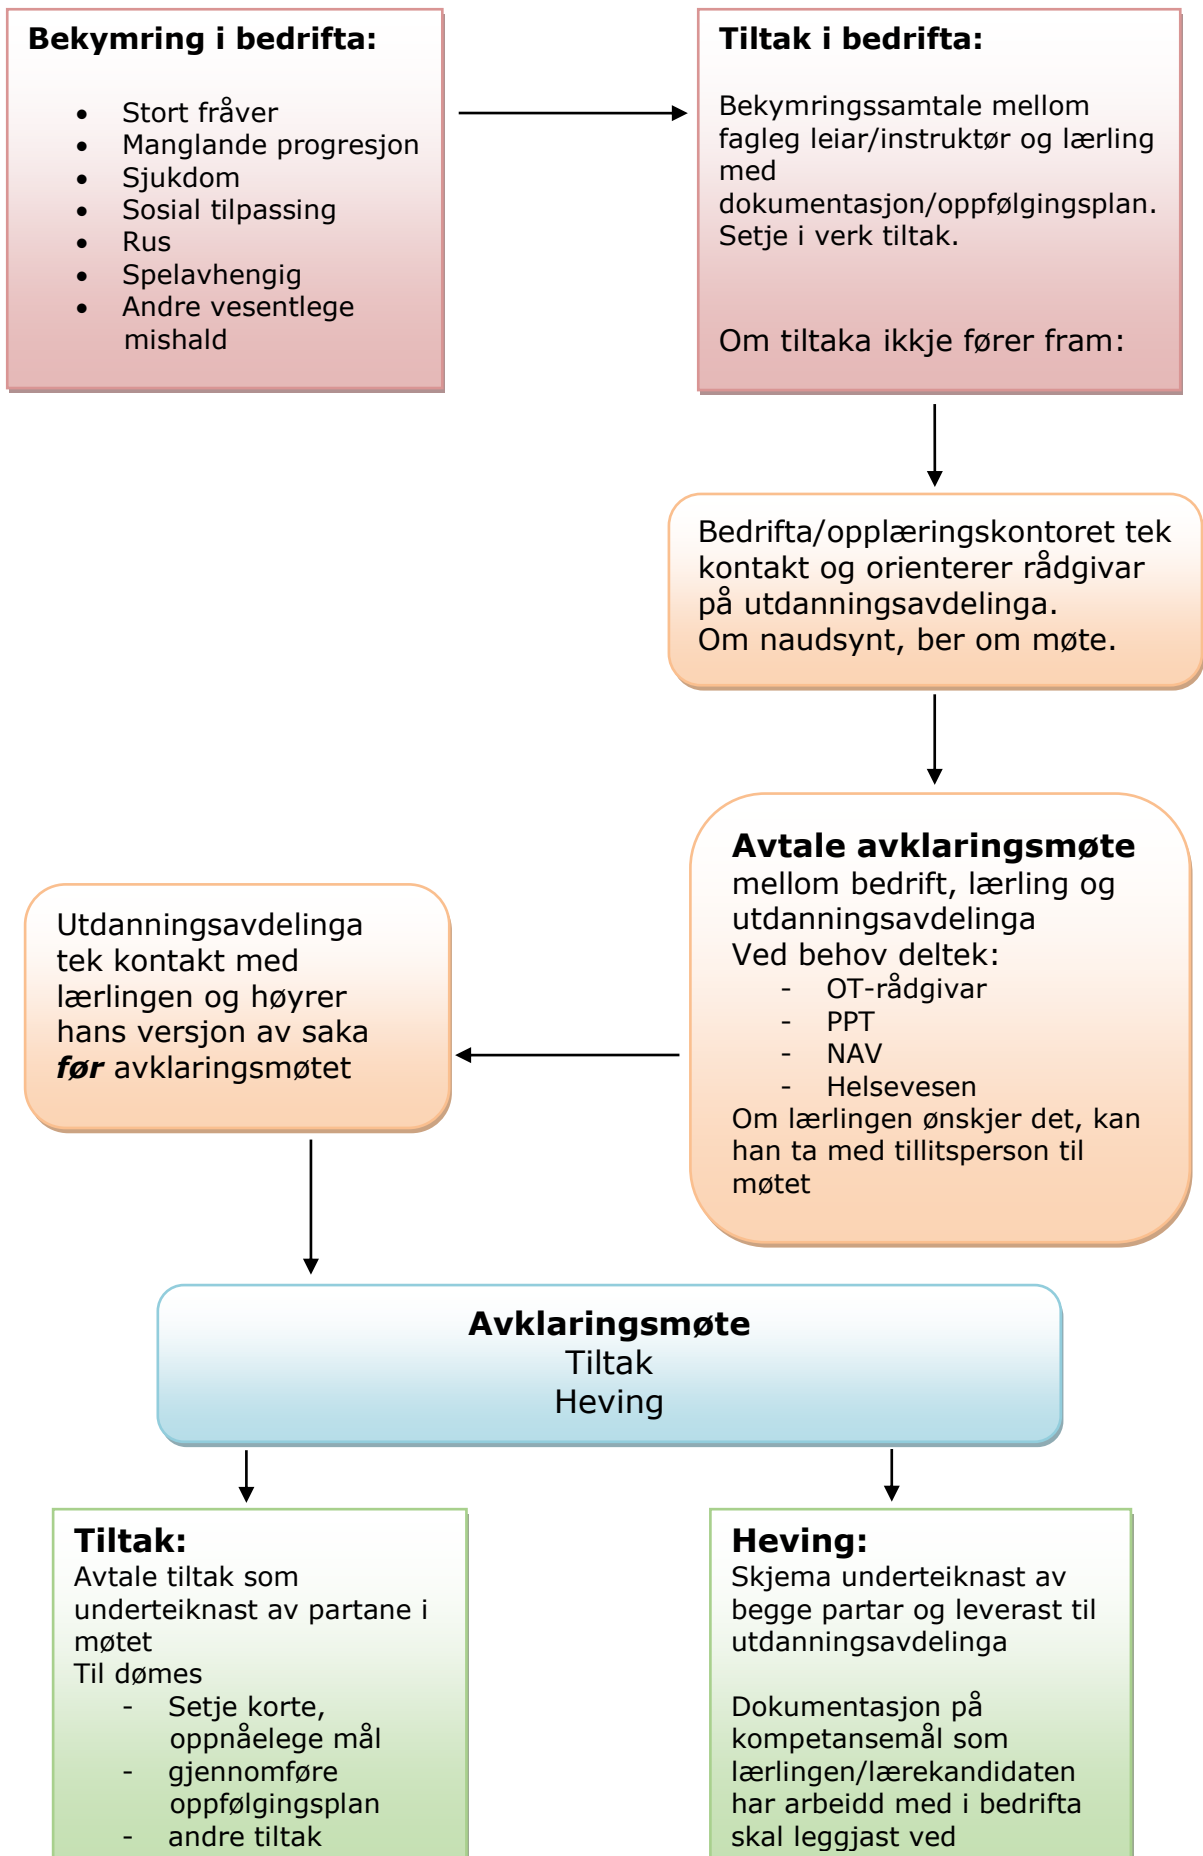 Bekymring i bedrifta:
• Stort fråver
• Manglande progresjon
• Sjukdom
• Sosial tilpassing
• Rus
• Spelavhengig
• Andre vesentlege
mishald
Tiltak i bedrifta:
Bekymringssamtale mellom
fagleg leiar/instruktør og lærling
med
dokumentasjon/oppfølgingsplan.
Setje i verk tiltak.
Om tiltaka ikkje fører fram:
Bedrifta/opplæringskontoret tek
kontakt og orienterer rådgivar
på utdanningsavdelinga.
Om naudsynt, ber om møte.
Avtale avklaringsmøte
mellom bedrift, lærling og
utdanningsavdelinga
Ved behov deltek:
- OT-rådgivar
- PPT
- NAV
- Helsevesen
Om lærlingen ønskjer det, kan
han ta med tillitsperson til
møtet
Utdanningsavdelinga
tek kontakt med
lærlingen og høyrer
hans versjon av saka
før avklaringsmøtet
Avklaringsmøte
Tiltak
Heving
Tiltak:
Avtale tiltak som
underteiknast av partane i
møtet
Til dømes
- Setje korte,
oppnåelege mål
- gjennomføre
oppfølgingsplan
- andre tiltak
Heving:
Skjema underteiknast av
begge partar og leverast til
utdanningsavdelinga
Dokumentasjon på
kompetansemål som
lærlingen/lærekandidaten
har arbeidd med i bedrifta
skal leggjast ved